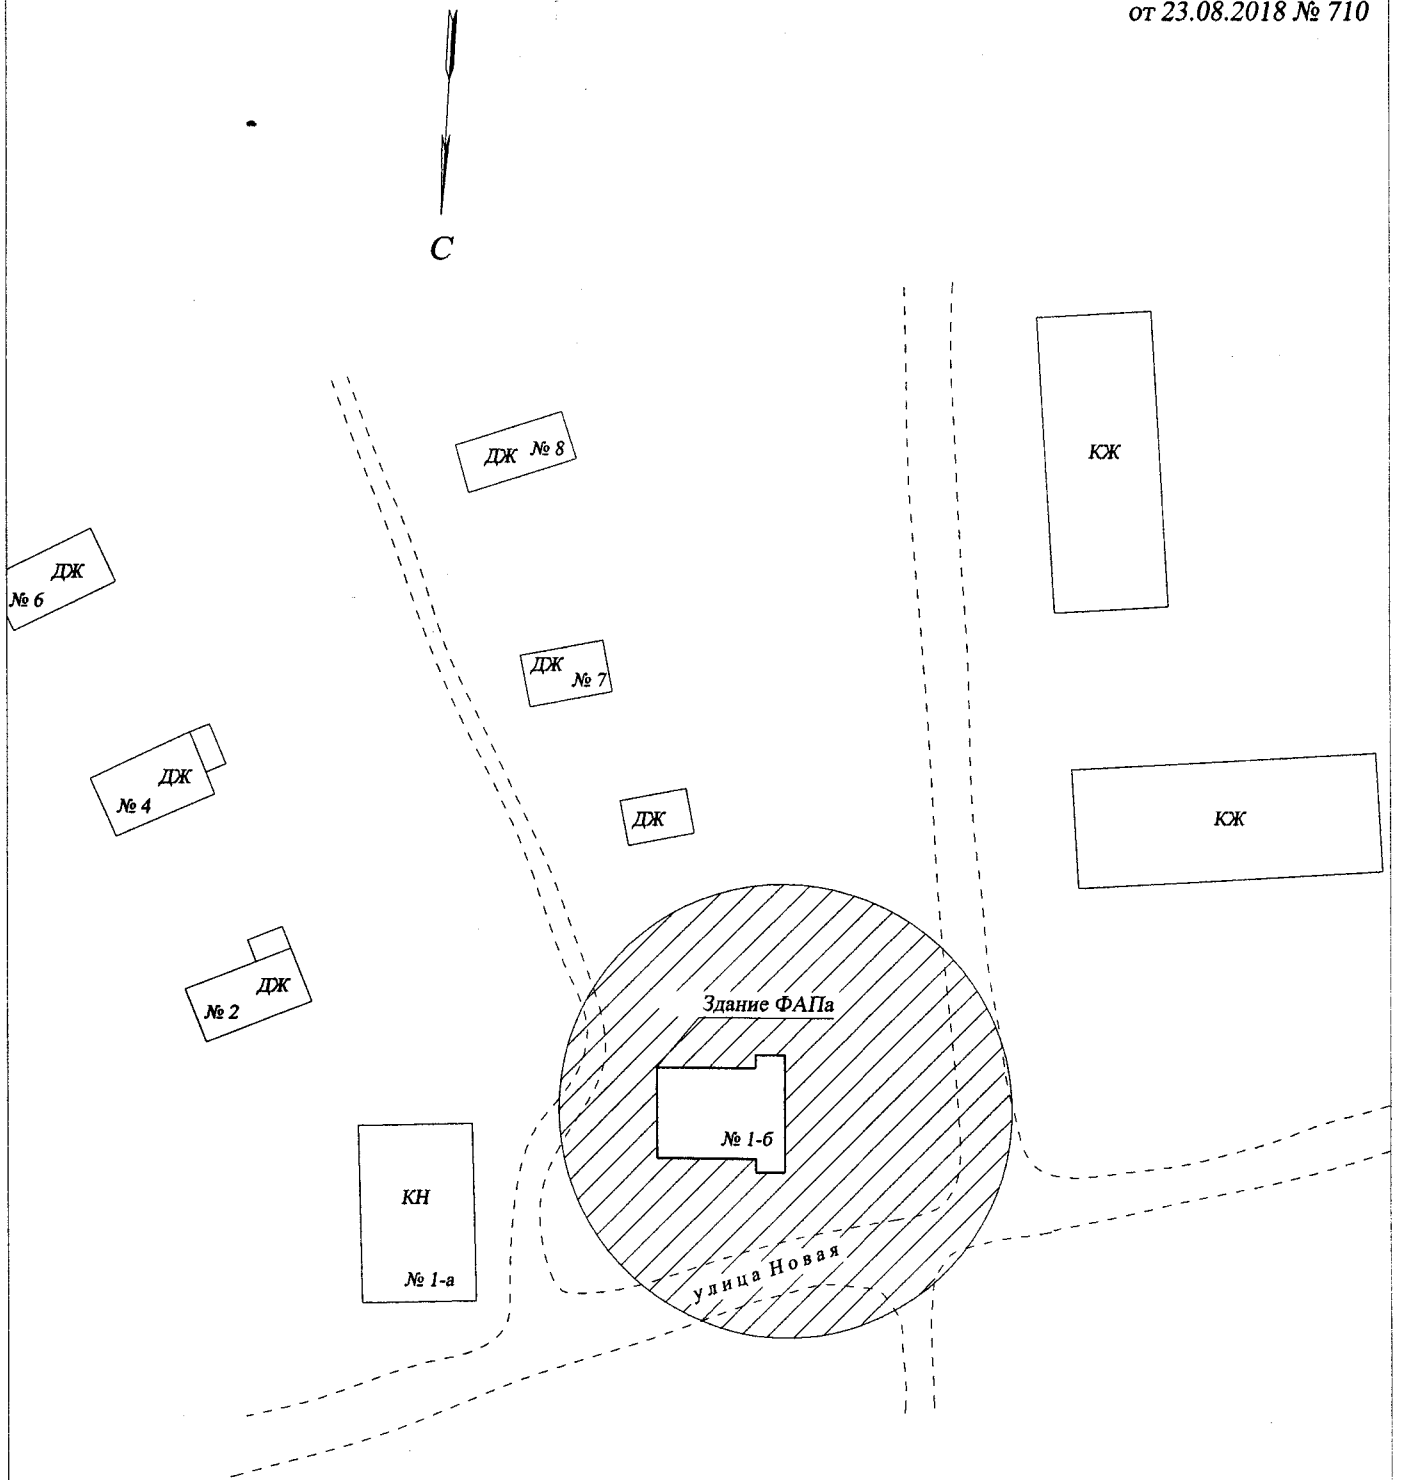 от 23.08.2018 № 710
С
КЖ
ДЖ № 8
ДЖ
№ 6
ДЖ
№ 7
ДЖ
№ 4
ДЖ
КЖ
ДЖ
№ 2
Здание ФАПа
№ 1-б
КН
№ 1-а
улица Новая